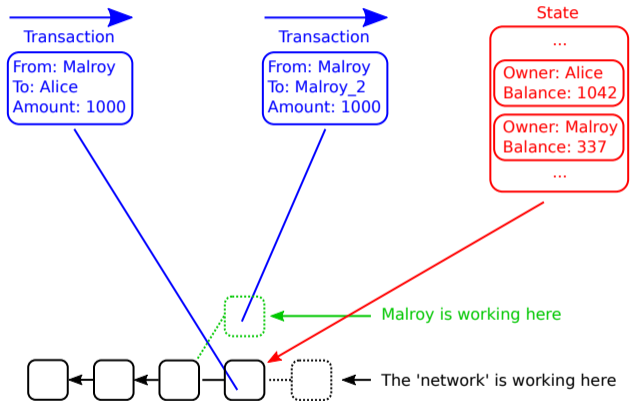 Transaction
From: Malroy
To: Alice
Amount: 1000
Transaction
From: Malroy
To: Malroy_2
Amount: 1000
State
...
Owner: Alice
Balance: 1042
Owner: Malroy
Balance: 337
...
Malroy is working here
The 'network' is working here